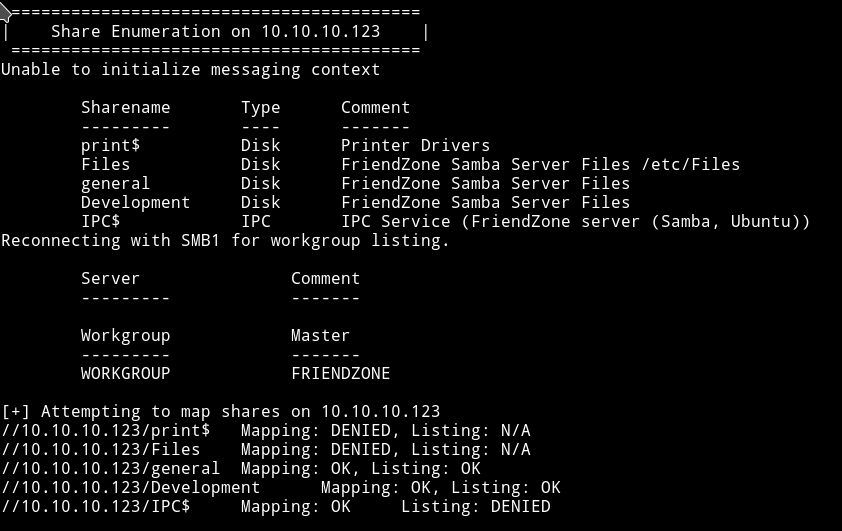 =========================================
|    Share Enumeration on 10.10.10.123    |
 =========================================
Unable to initialize messaging context
        Sharename       Type      Comment
        ---------       ----      -------
        print$          Disk      Printer Drivers
        Files           Disk      FriendZone Samba Server Files /etc/Files
        general         Disk      FriendZone Samba Server Files
        Development     Disk      FriendZone Samba Server Files
        IPC$            IPC       IPC Service (FriendZone server (Samba, Ubuntu))
Reconnecting with SMB1 for workgroup listing.
        Server               Comment
        ---------            -------
        Workgroup            Master
        ---------            -------
        WORKGROUP            FRIENDZONE
[+] Attempting to map shares on 10.10.10.123
//10.10.10.123/print$   Mapping: DENIED, Listing: N/A
//10.10.10.123/Files    Mapping: DENIED, Listing: N/A
//10.10.10.123/general  Mapping: OK, Listing: OK
//10.10.10.123/Development      Mapping: OK, Listing: OK
//10.10.10.123/IPC$     Mapping: OK     Listing: DENIED